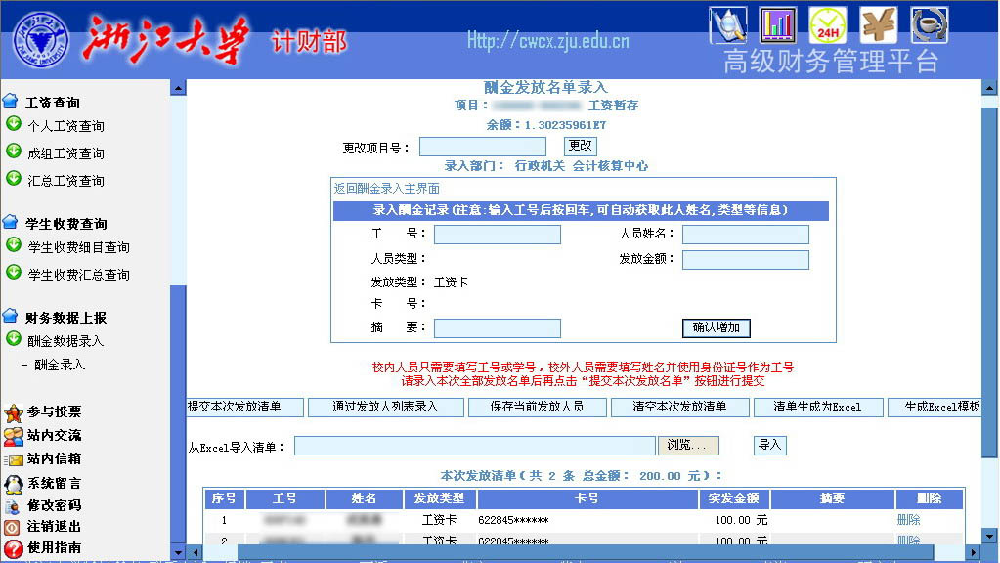 浙江大学
计财部
Http://cwcx.zju.edu.cn
24H
高级财务管理平台
工资查询
个人工资查询
成组工资查询
汇总工资查询
学生收费查询
学生收费细目查询
学生收费汇总查询
财务数据上报
酬金数据录入
- 酬金录入
参与投票
站内交流
站内信箱
系统留言
修改密码
注销退出
使用指南
酬金发放名单录入
项目： 工资暂存
余额：1.30235961E7
更改项目号： 更改
录入部门： 行政机关 会计核算中心
返回酬金录入主界面
录入酬金记录(注意:输入工号后按回车,可自动获取此人姓名,类型等信息)
工 号： 人员姓名：
人员类型： 发放金额：
发放类型： 工资卡
卡 号：
摘 要： 确认增加
校内人员只需要填写工号或学号，校外人员需要填写姓名并使用身份证号作为工号
请录入本次全部发放名单后再点击“提交本次发放名单”按钮进行提交
提交本次发放清单 通过发放人列表录入 保存当前发放人员 清空本次发放清单 清单生成为Excel 生成Excel模板
从Excel导入清单： 浏览... 导入
本次发放清单(共 2 条 总金额： 200.00 元)：
序号 工号 姓名 发放类型 卡号 实发金额 摘要 删除
1 工资卡 622845****** 100.00 元 删除
2 工资卡 622845****** 100.00 元 删除